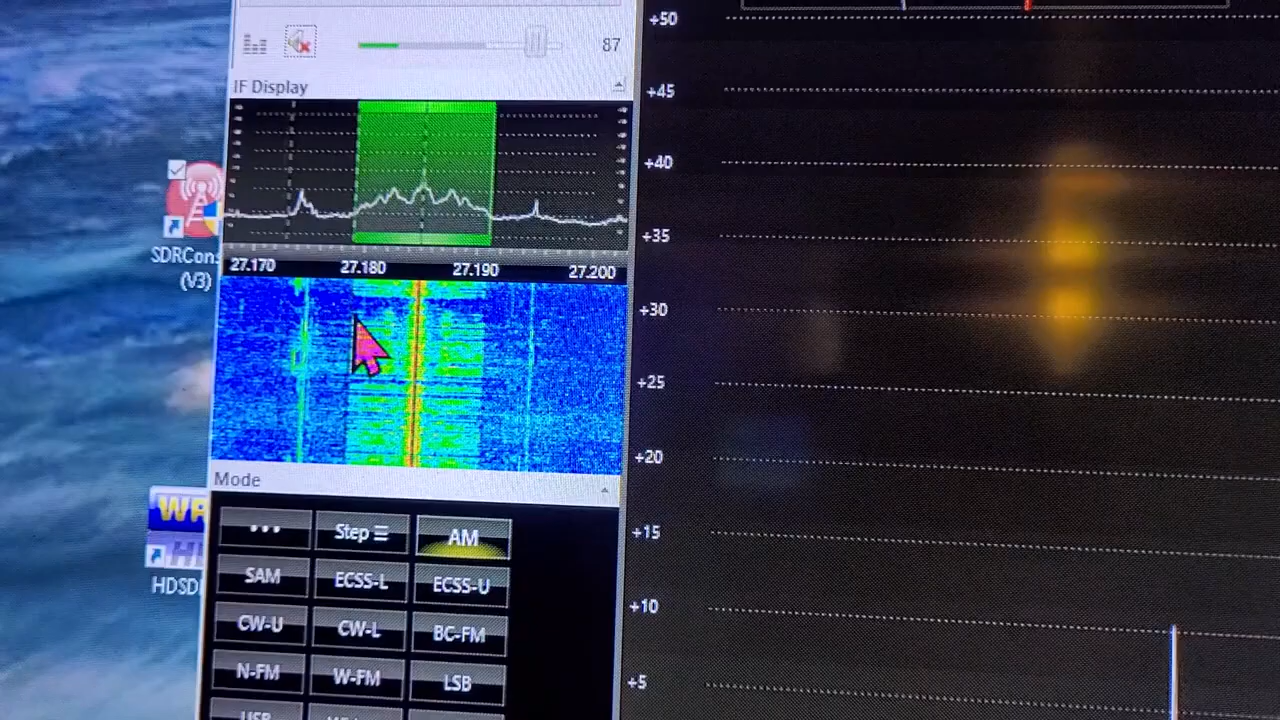 +50
87
IF Display
+45
+40
+35
27.170 27.180 27.190 27.200
SDRCons
(V3)
+30
+25
+20
Mode
... Step AM
+15
SAM ECSS-L ECSS-U
HDSD
+10
CW-U CW-L BC-FM
N-FM W-FM LSB
+5
USB